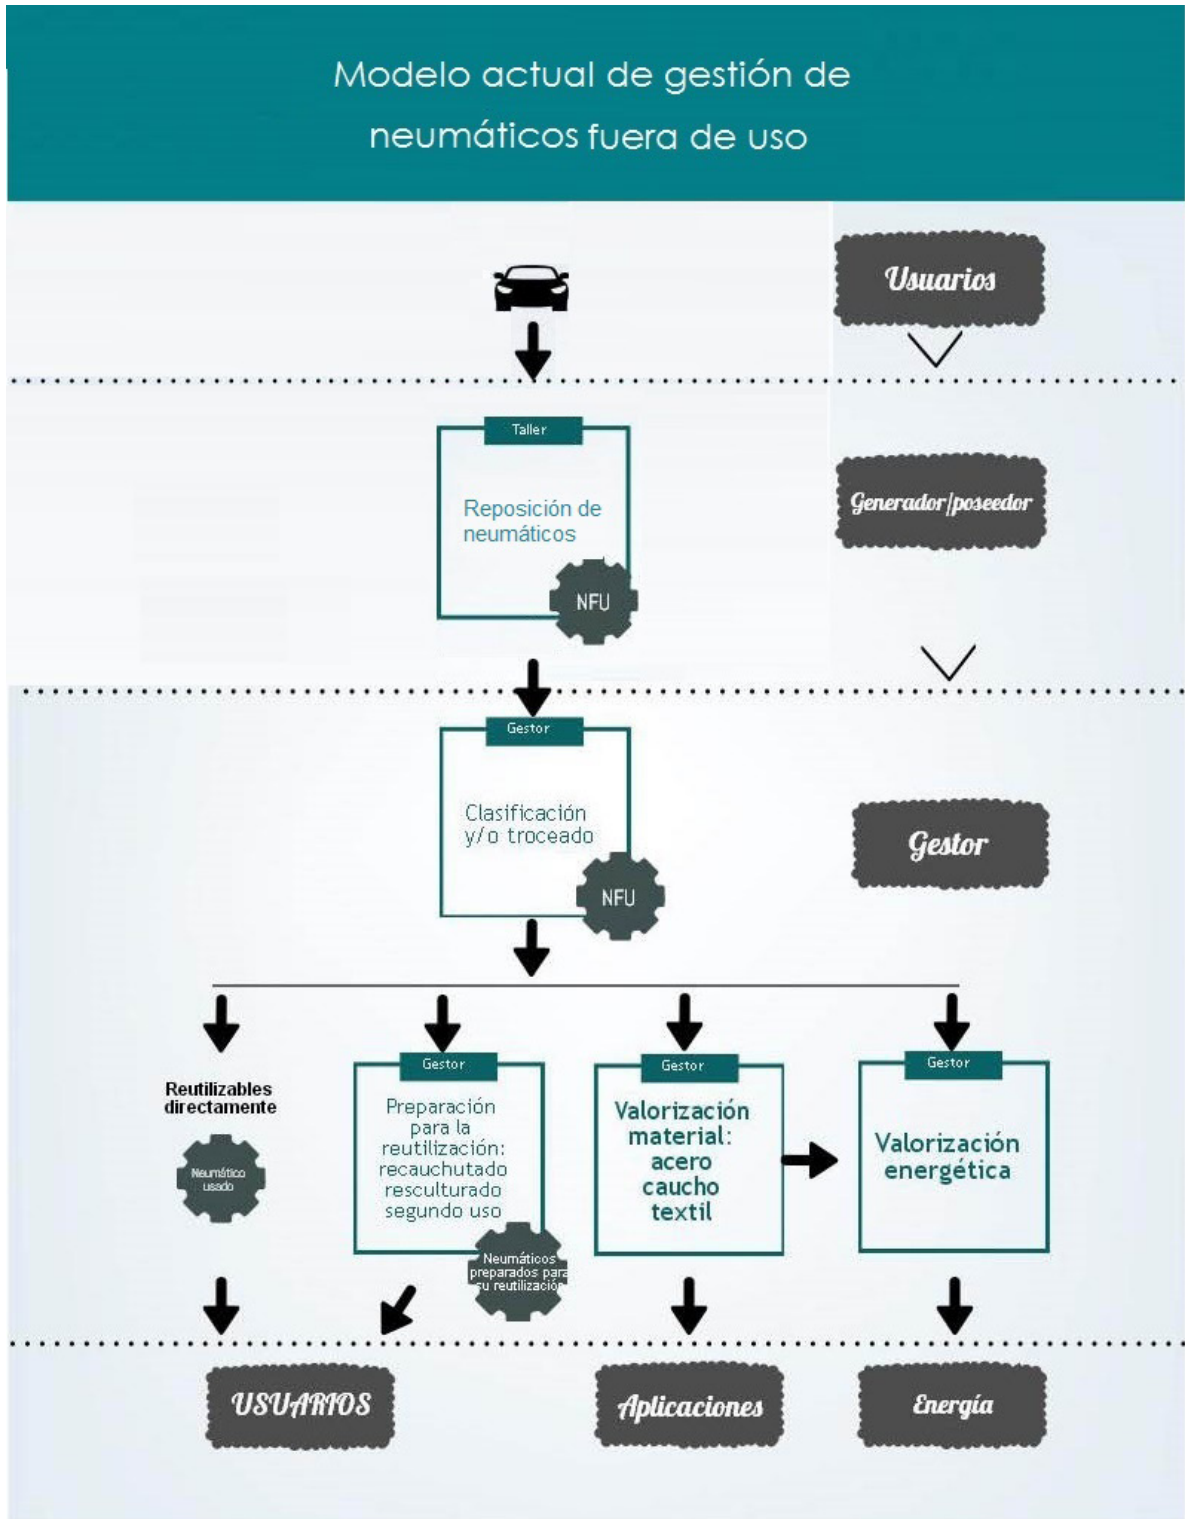 Modelo actual de gestión de
neumáticos fuera de uso
Usuarios
Taller
Reposición de
neumáticos
NFU
Generador/poseedor
Gestor
Clasificación
y/o troceado
NFU
Gestor
Reutilizables
directamente
Neumático
usado
Gestor
Preparación
para la
reutilización:
recauchutado
resculturado
segundo uso
Neumáticos
preparados para
su reutilización
Gestor
Valorización
material:
acero
caucho
textil
Gestor
Valorización
energética
USUARIOS
Aplicaciones
Energía